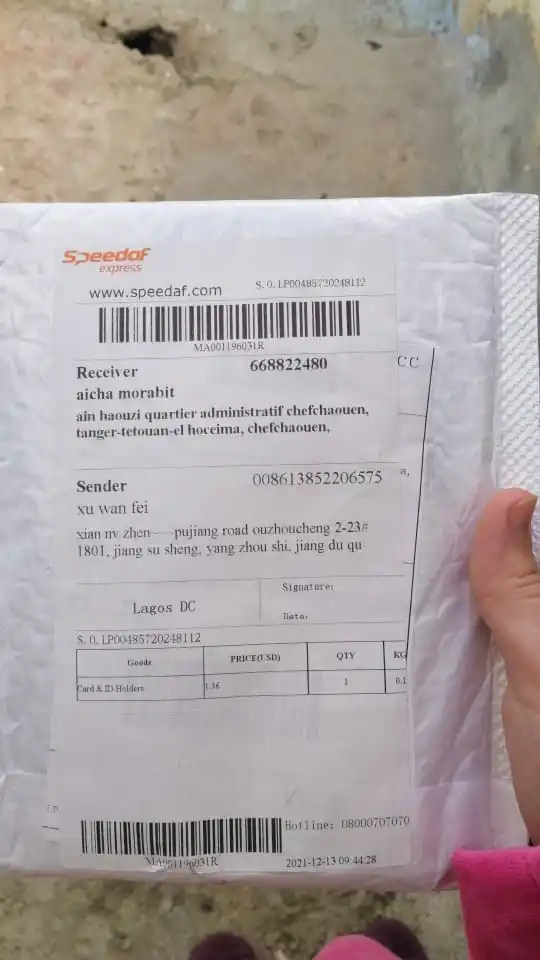 Speedaf
express
www.speedaf.com
S. O. LP00485720248112
MA001196031R
Receiver 668822480
CC
aicha morabit
ain haouzi quartier administratif chefchaouen,
tanger-tetouan-el hoceima, chefchaouen,
Sender 008613852206575
a,
xu wan fei
xian nv zhen——pujiang road ouzhoucheng 2-23#
1801, jiang su sheng, yang zhou shi, jiang du qu
Lagos DC
Signature:
Date:
S. O. LP00485720248112
Goods PRICE(USD) QTY KG
Card & ID Holders 1.36 1 0.1
Hotline: 08000707070
MA001196031R
2021-12-13 09:44:28